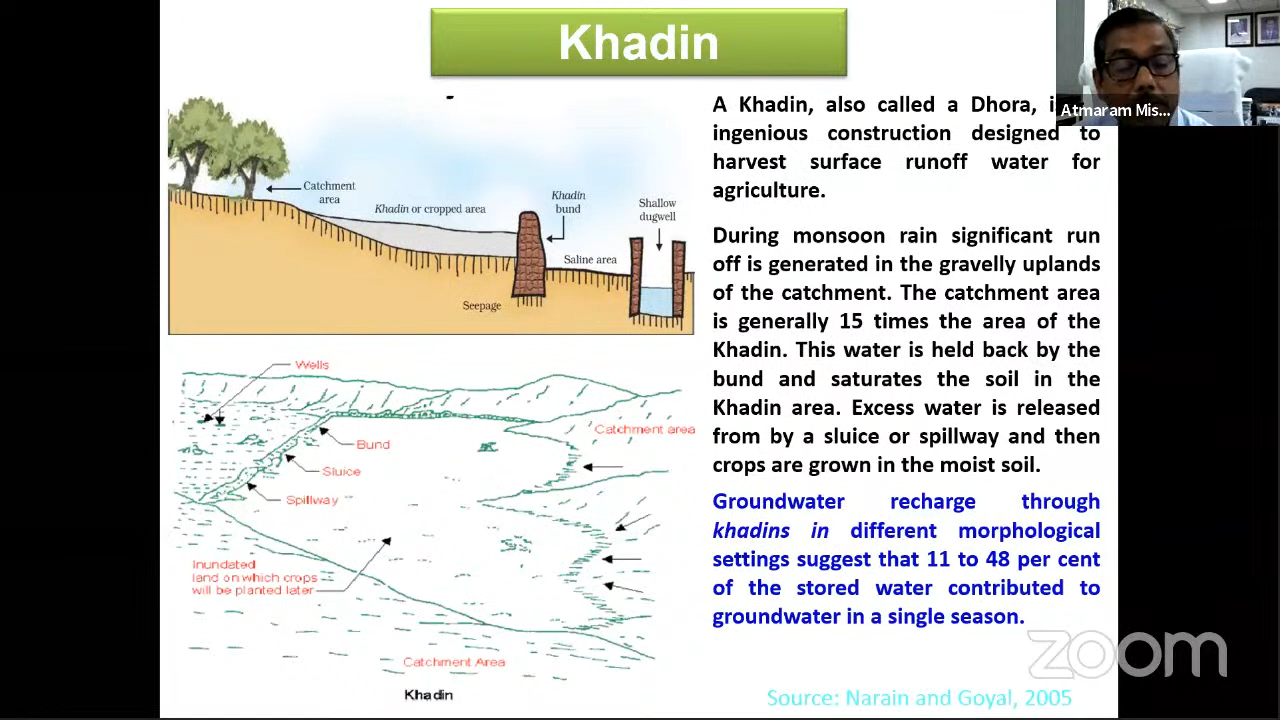 Khadin
Atmaram Mis...
Catchment
area
Khadin or cropped area
Khadin
bund
Shallow
dugwell
Saline area
Seepage
Wells
Bund
Sluice
Spillway
Catchment area
Inundated
land on which crops
will be planted later
Catchment Area
Khadin
A Khadin, also called a Dhora,
ingenious construction designed to
harvest surface runoff water for
agriculture.
During monsoon rain significant run
off is generated in the gravelly uplands
of the catchment. The catchment area
is generally 15 times the area of the
Khadin. This water is held back by the
bund and saturates the soil in the
Khadin area. Excess water is released
from by a sluice or spillway and then
crops are grown in the moist soil.
Groundwater recharge through
khadins in different morphological
settings suggest that 11 to 48 per cent
of the stored water contributed to
groundwater in a single season.
zoom
Source: Narain and Goyal, 2005